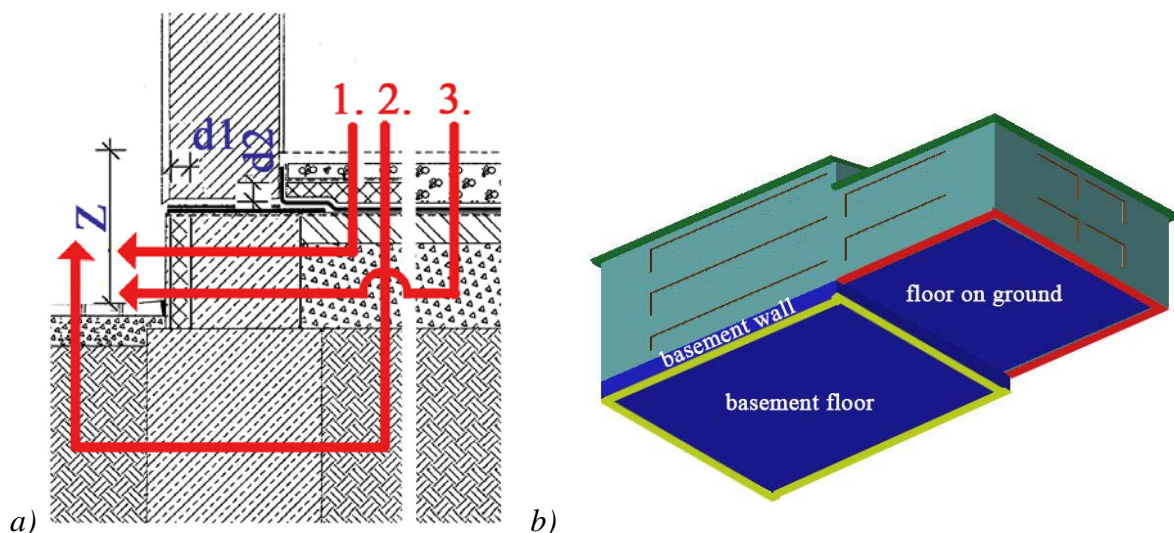 1. 2. 3.
d1
d2
Z
a)
basement wall
floor on ground
basement floor
b)